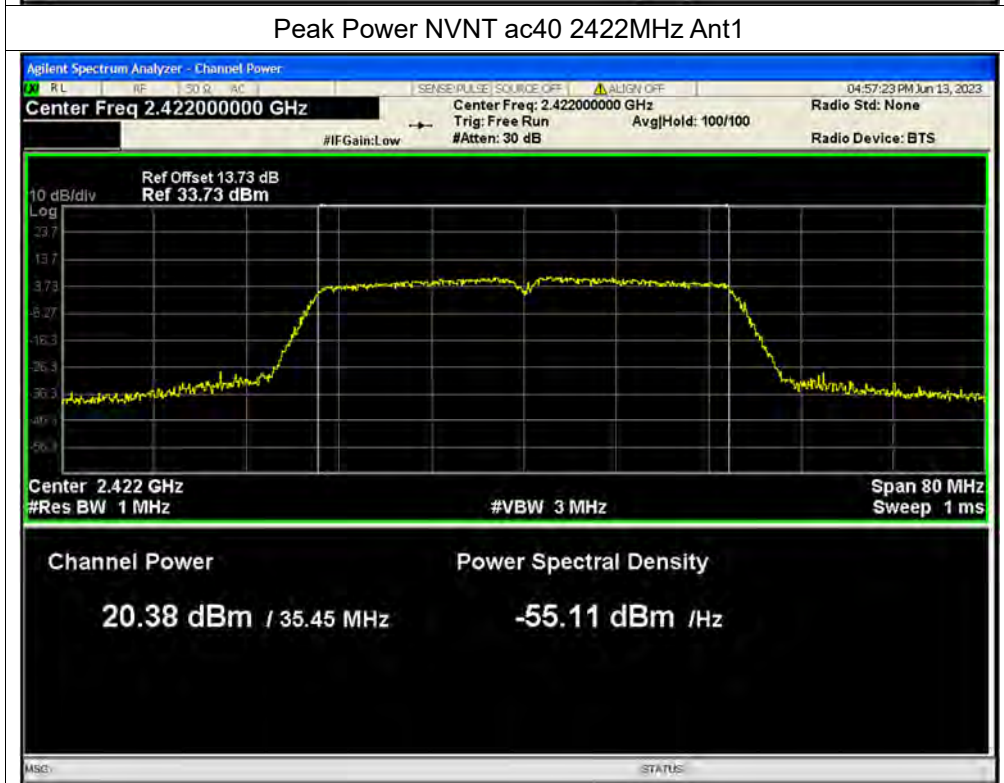 Peak Power NVNT ac40 2422MHz Ant1
Agilent Spectrum Analyzer - Channel Power
RL RF 50 Ω AC SENSE:PULSE SOURCE OFF ALIGN OFF 04:57:23 PM Jun 13, 2023
Center Freq 2.422000000 GHz Center Freq: 2.422000000 GHz Radio Std: None
Trig: Free Run Avg|Hold: 100/100
#IFGain:Low #Atten: 30 dB Radio Device: BTS
Ref Offset 13.73 dB
10 dB/div Ref 33.73 dBm
Log
23.7
13.7
3.73
-6.27
-16.3
-26.3
-36.3
-46.3
-56.3
Center 2.422 GHz Span 80 MHz
#Res BW 1 MHz #VBW 3 MHz Sweep 1 ms
Channel Power Power Spectral Density
20.38 dBm / 35.45 MHz -55.11 dBm /Hz
MSG STATUS